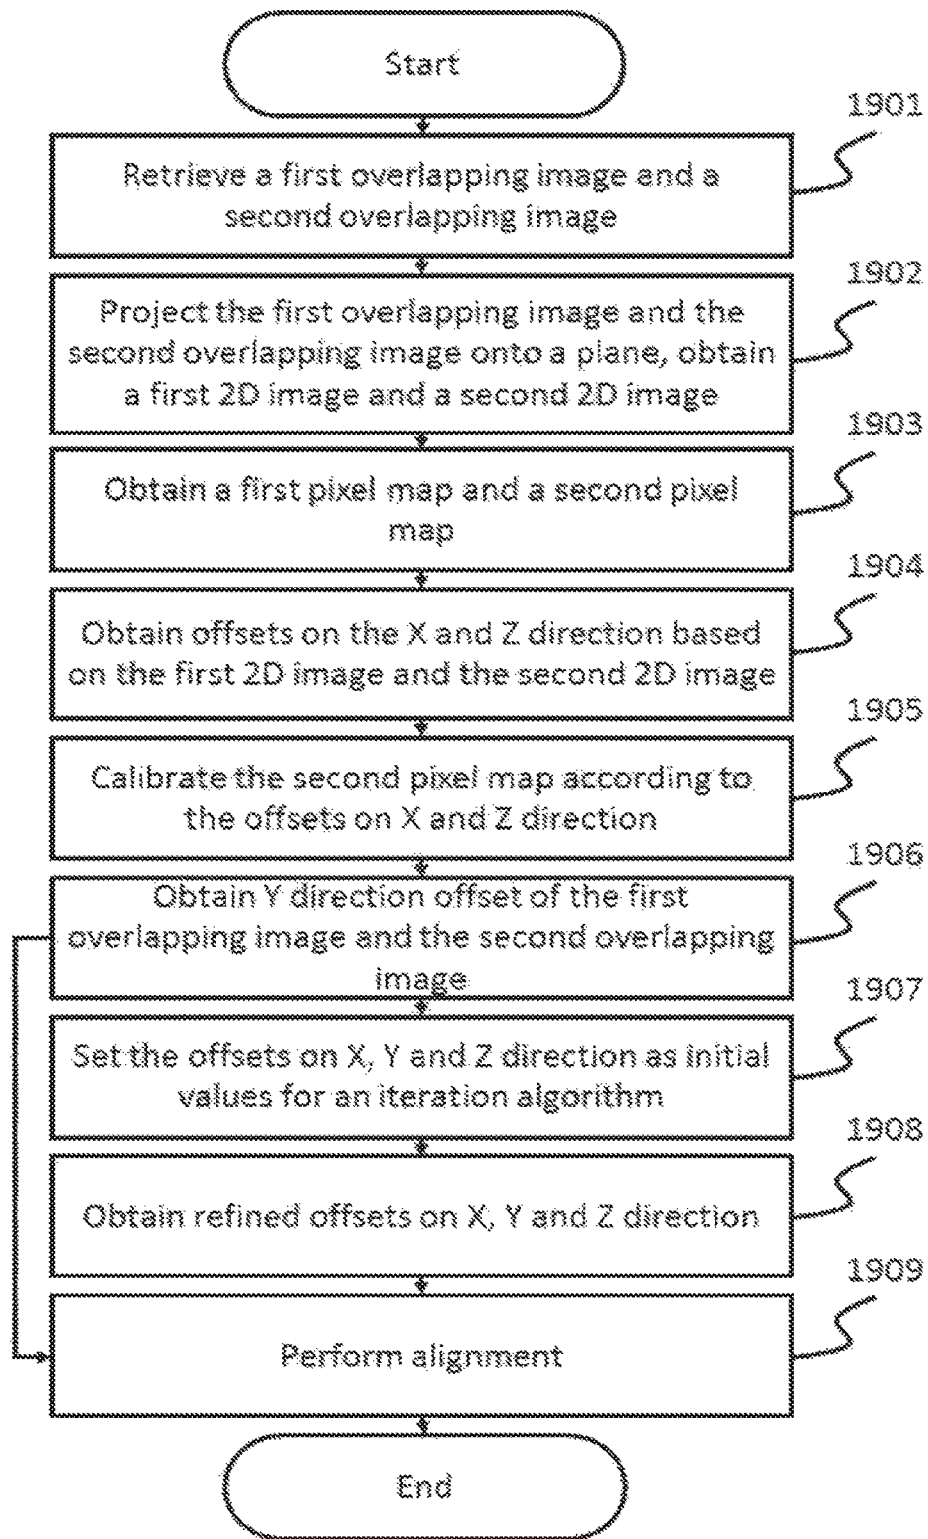 Start
1901
Retrieve a first overlapping image and a
second overlapping image
1902
Project the first overlapping image and the
second overlapping image onto a plane, obtain
a first 2D image and a second 2D image
1903
Obtain a first pixel map and a second pixel
map
1904
Obtain offsets on the X and Z direction based
on the first 2D image and the second 2D image
1905
Calibrate the second pixel map according to
the offsets on X and Z direction
1906
Obtain Y direction offset of the first
overlapping image and the second overlapping
image
1907
Set the offsets on X, Y and Z direction as initial
values for an iteration algorithm
1908
Obtain refined offsets on X, Y and Z direction
1909
Perform alignment
End